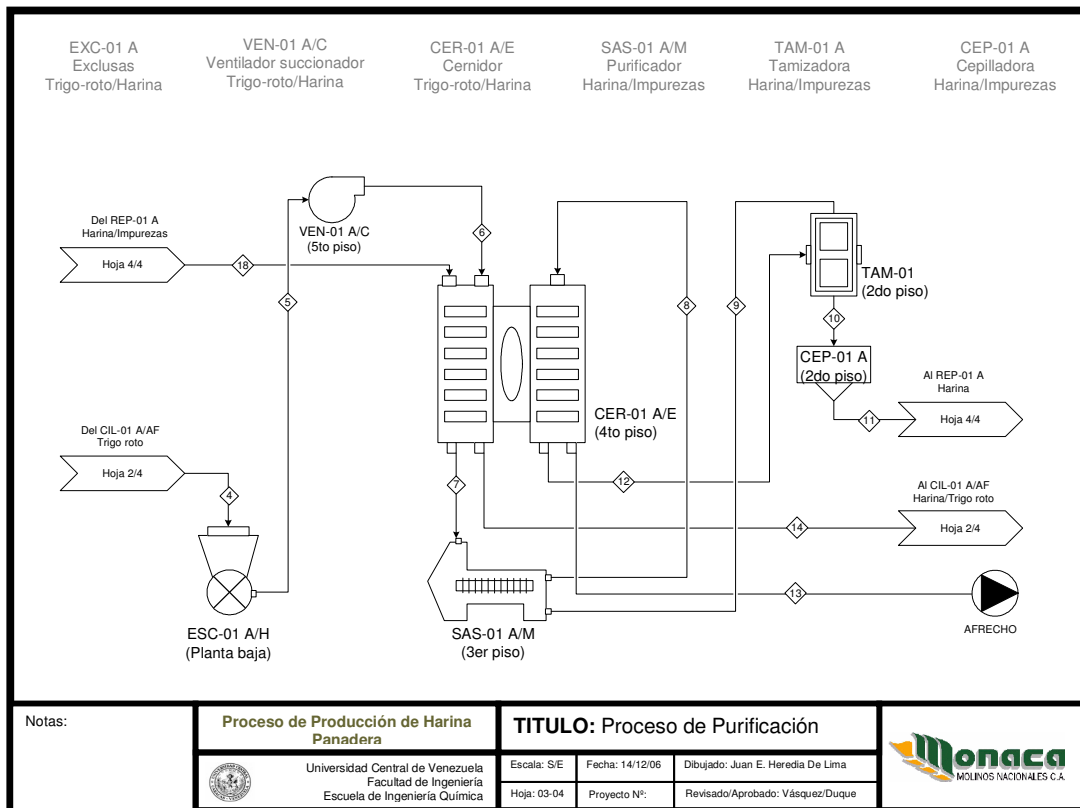 EXC-01 A
Exclusas
Trigo-roto/Harina
VEN-01 A/C
Ventilador succionador
Trigo-roto/Harina
CER-01 A/E
Cernidor
Trigo-roto/Harina
SAS-01 A/M
Purificador
Harina/Impurezas
TAM-01 A
Tamizadora
Harina/Impurezas
CEP-01 A
Cepilladora
Harina/Impurezas
Del REP-01 A
Harina/Impurezas
Hoja 4/4
18
VEN-01 A/C
(5to piso)
6
5
8
9
TAM-01
(2do piso)
10
CEP-01 A
(2do piso)
Al REP-01 A
Harina
Hoja 4/4
11
CER-01 A/E
(4to piso)
Del CIL-01 A/AF
Trigo roto
Hoja 2/4
4
7
12
Al CIL-01 A/AF
Harina/Trigo roto
Hoja 2/4
14
13
AFRECHO
ESC-01 A/H
(Planta baja)
SAS-01 A/M
(3er piso)
Notas:
Proceso de Producción de Harina
Panadera
TITULO: Proceso de Purificación
Universidad Central de Venezuela
Facultad de Ingeniería
Escuela de Ingeniería Química
Escala: S/E
Fecha: 14/12/06
Dibujado: Juan E. Heredia De Lima
Hoja: 03-04
Proyecto Nº:
Revisado/Aprobado: Vásquez/Duque
Monaca
MOLINOS NACIONALES C.A.